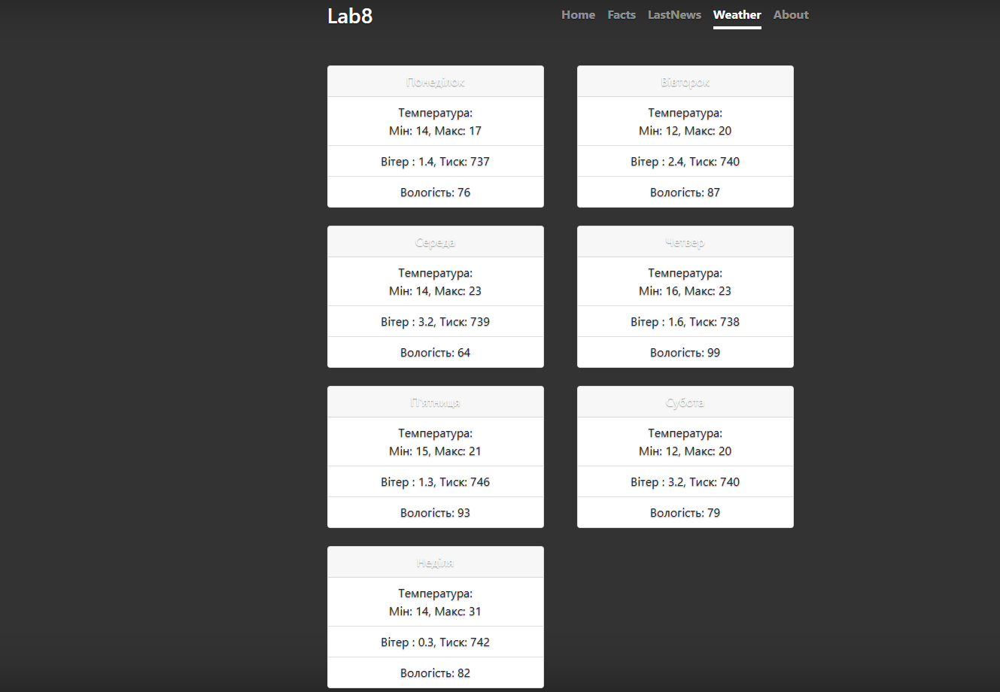 Lab8
Home Facts LastNews Weather About
Понеділок
Температура:
Мін: 14, Макс: 17
Вітер : 1.4, Тиск: 737
Вологість: 76
Вівторок
Температура:
Мін: 12, Макс: 20
Вітер : 2.4, Тиск: 740
Вологість: 87
Середа
Температура:
Мін: 14, Макс: 23
Вітер : 3.2, Тиск: 739
Вологість: 64
Четвер
Температура:
Мін: 16, Макс: 23
Вітер : 1.6, Тиск: 738
Вологість: 99
П'ятниця
Температура:
Мін: 15, Макс: 21
Вітер : 1.3, Тиск: 746
Вологість: 93
Субота
Температура:
Мін: 12, Макс: 20
Вітер : 3.2, Тиск: 740
Вологість: 79
Неділя
Температура:
Мін: 14, Макс: 31
Вітер : 0.3, Тиск: 742
Вологість: 82